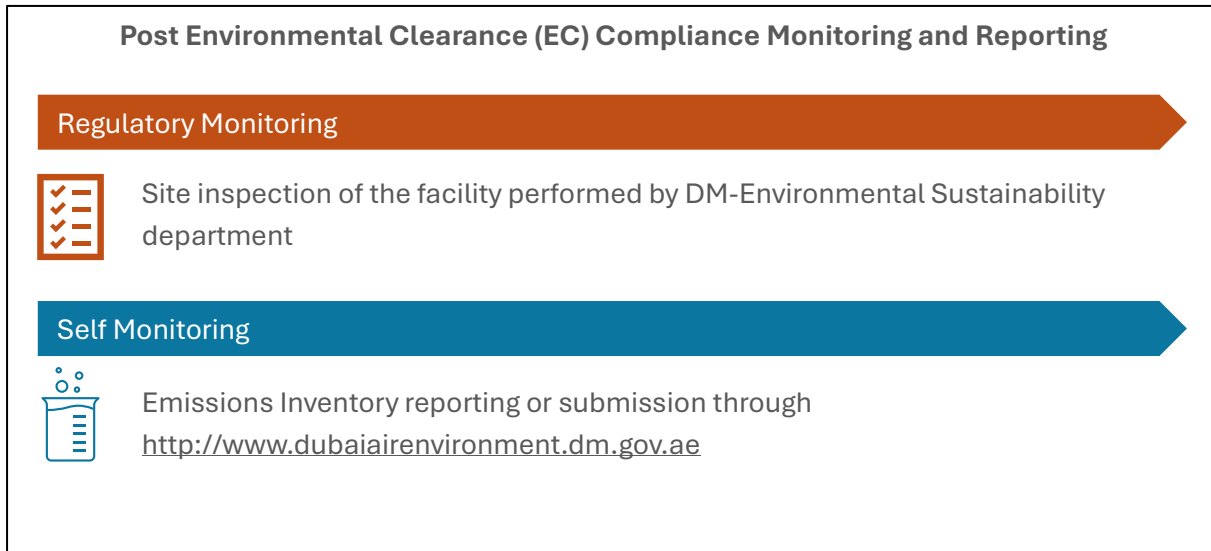 Post Environmental Clearance (EC) Compliance Monitoring and Reporting
Regulatory Monitoring
Site inspection of the facility performed by DM-Environmental Sustainability
department
Self Monitoring
Emissions Inventory reporting or submission through
http://www.dubaiairenvironment.dm.gov.ae